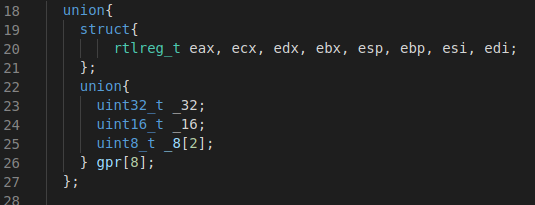 18 union{
19 struct{
20 rtlreg_t eax, ecx, edx, ebx, esp, ebp, esi, edi;
21 };
22 union{
23 uint32_t _32;
24 uint16_t _16;
25 uint8_t _8[2];
26 } gpr[8];
27 };
28